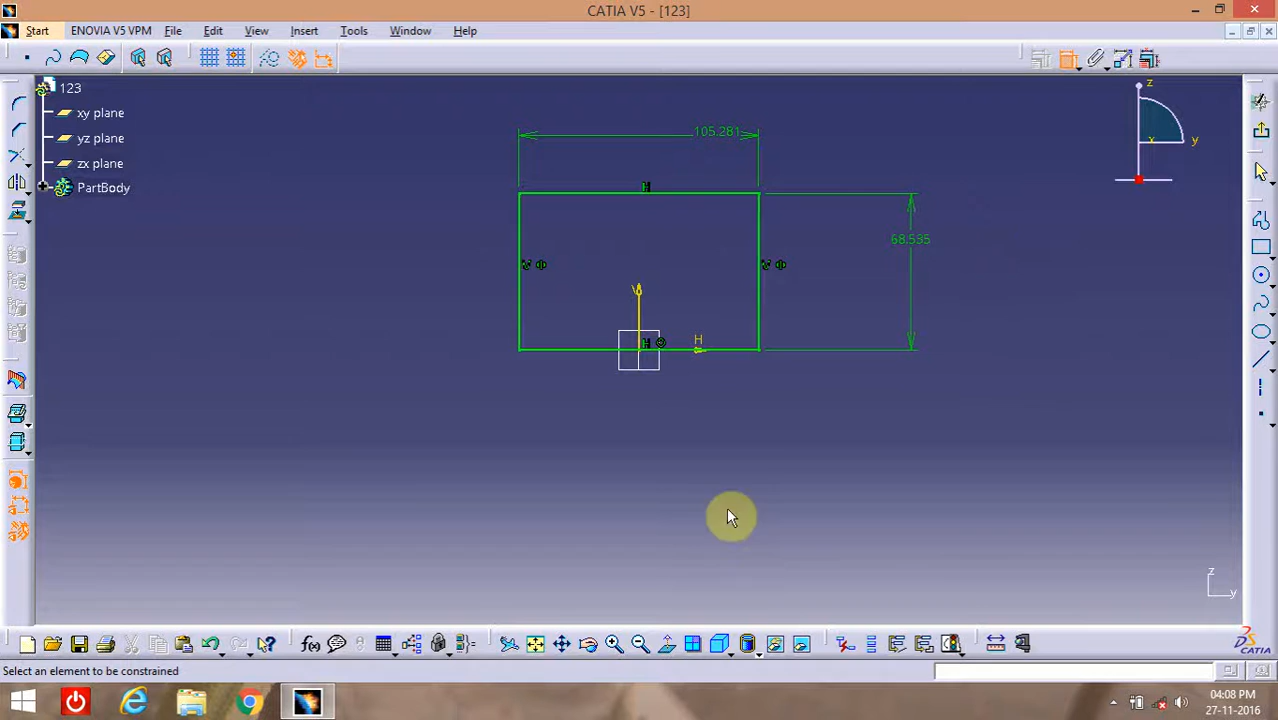 CATIA V5 - [123]
Start ENOVIA V5 VPM File Edit View Insert Tools Window Help
123
xy plane
yz plane
zx plane
PartBody
105.281
H
V
V
68.535
V
H
H
z
x
y
z
y
f(x)
CATIA
Select an element to be constrained
04:08 PM
27-11-2016